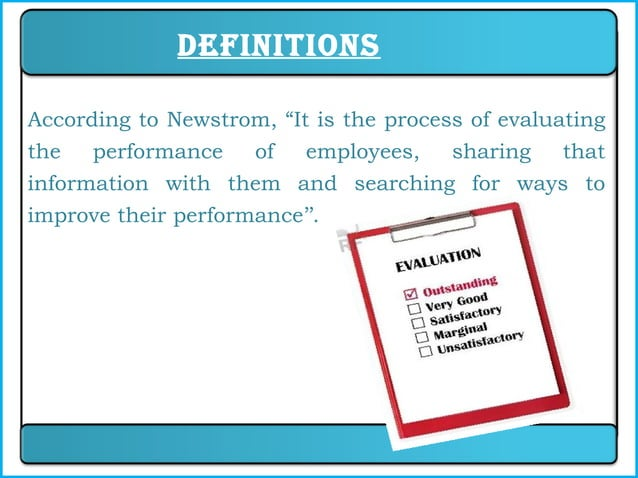 DEFINITIONS
According to Newstrom, “It is the process of evaluating
the performance of employees, sharing that
information with them and searching for ways to
improve their performance”.
EVALUATION
Outstanding
Very Good
Satisfactory
Marginal
Unsatisfactory